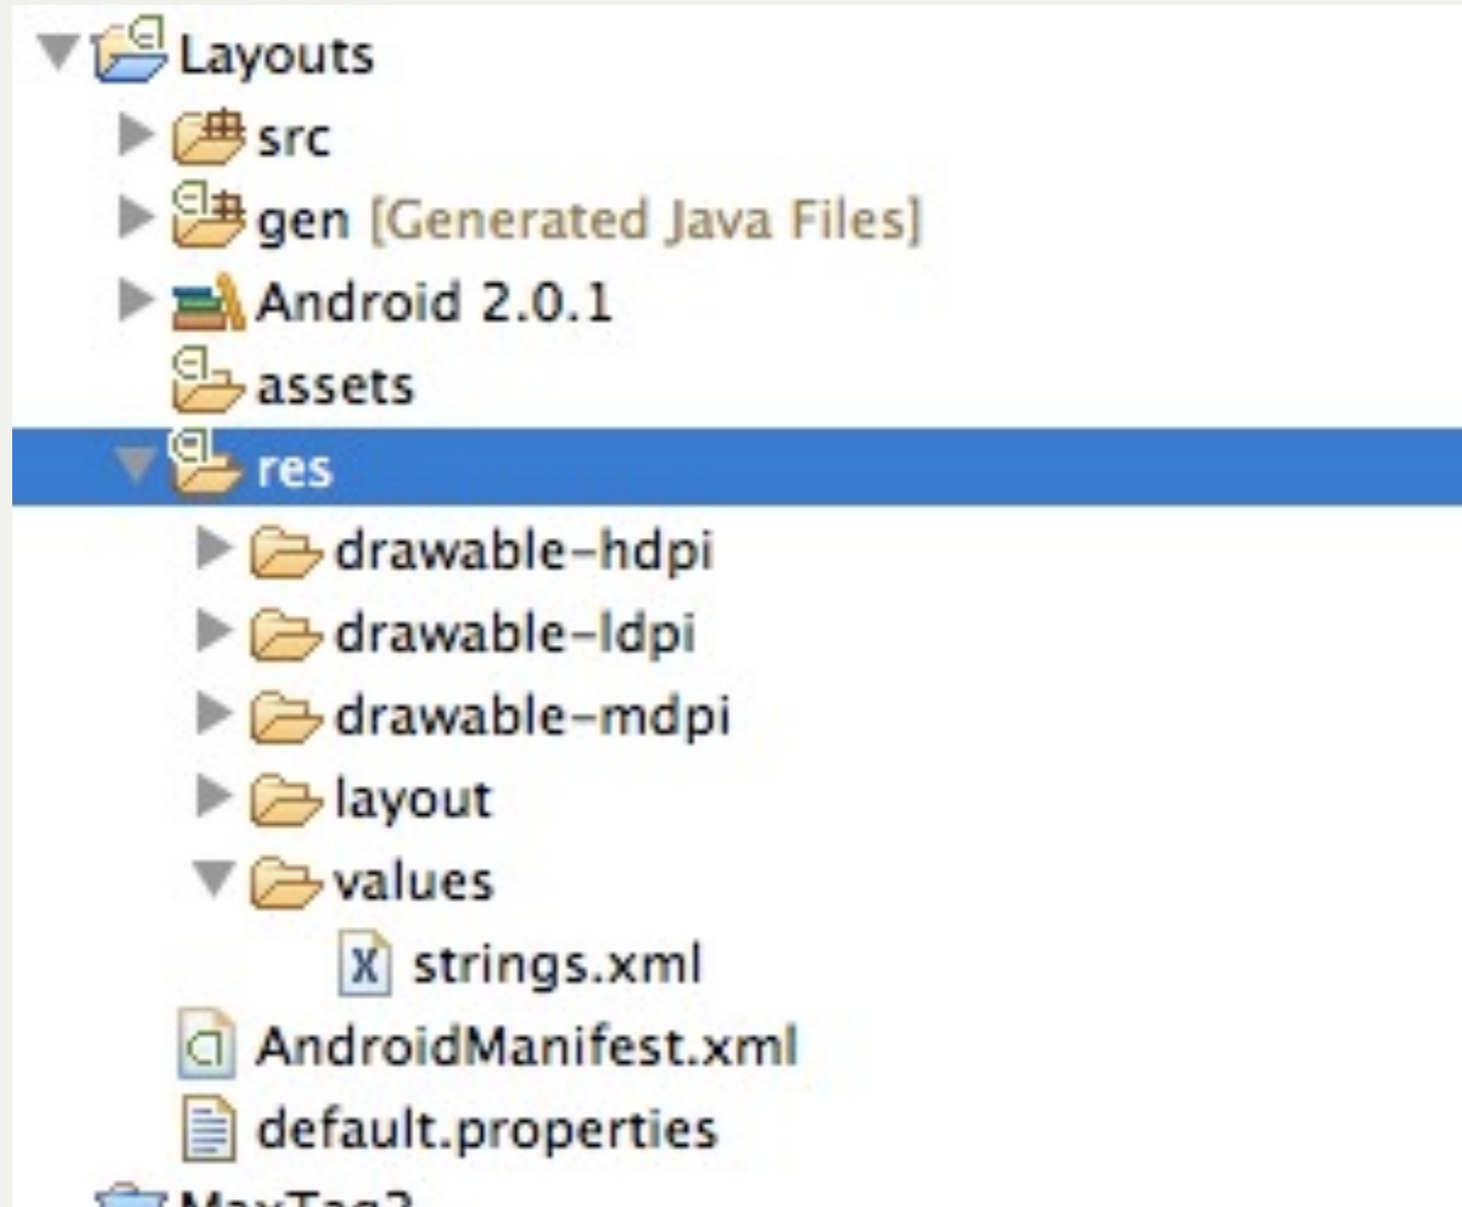 Layouts
src
gen [Generated Java Files]
Android 2.0.1
assets
res
drawable-hdpi
drawable-ldpi
drawable-mdpi
layout
values
strings.xml
AndroidManifest.xml
default.properties